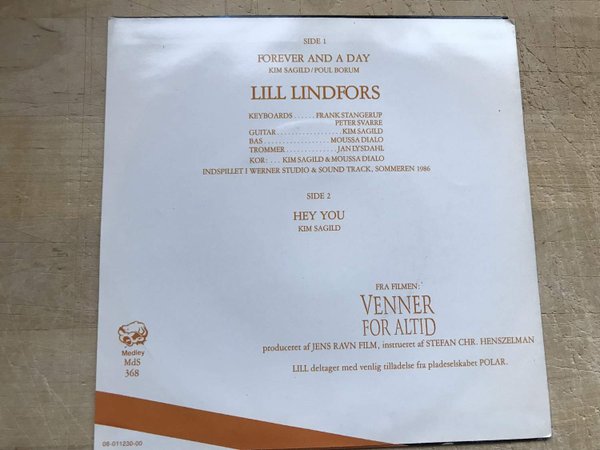 SIDE 1
FOREVER AND A DAY
KIM SAGILD/POUL BORUM
LILL LINDFORS
KEYBOARDS......FRANK STANGERUP
PETER SVARRE
GUITAR..................KIM SAGILD
BAS....................MOUSSA DIALO
TROMMER..............JAN LYSDAHL
KOR:...KIM SAGILD & MOUSSA DIALO
INDSPILLET I WERNER STUDIO & SOUND TRACK, SOMMEREN 1986
SIDE 2
HEY YOU
KIM SAGILD
FRA FILMEN:
VENNER
FOR ALTID
produceret af JENS RAVN FILM, instrueret af STEFAN CHR. HENSZELMAN
LILL deltager med venlig tilladelse fra pladeselskabet POLAR.
Medley
MdS
368
08-011230-00